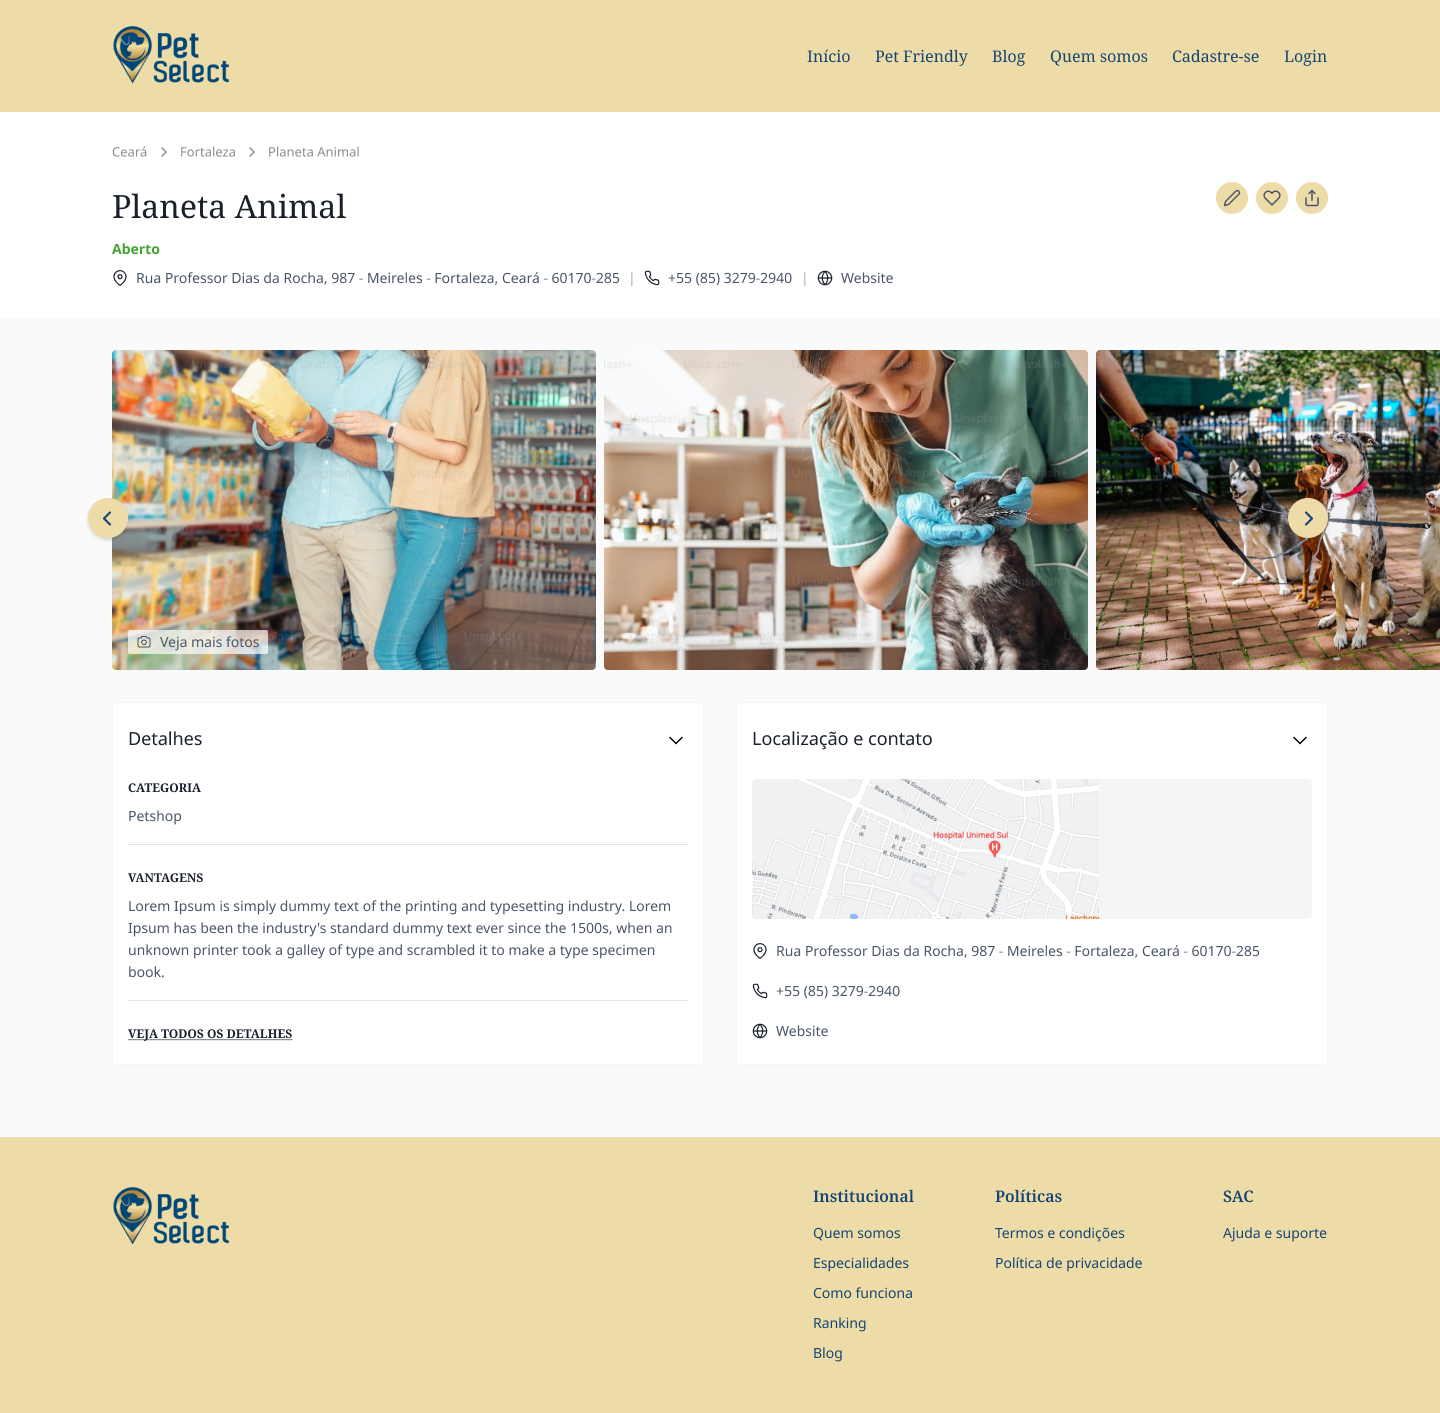 Pet
Select
Início Pet Friendly Blog Quem somos Cadastre-se Login
Ceará Fortaleza Planeta Animal
Planeta Animal
Aberto
Rua Professor Dias da Rocha, 987 - Meireles - Fortaleza, Ceará - 60170-285 | +55 (85) 3279-2940 | Website
Veja mais fotos
Detalhes
CATEGORIA
Petshop
VANTAGENS
Lorem Ipsum is simply dummy text of the printing and typesetting industry. Lorem
Ipsum has been the industry's standard dummy text ever since the 1500s, when an
unknown printer took a galley of type and scrambled it to make a type specimen
book.
VEJA TODOS OS DETALHES
Localização e contato
Rua Dia. Socorro Azevedo
R. B
R. C
R. D
R. Doralice Costa
Hospital Unimed Sul
H
Rua Professor Dias da Rocha, 987 - Meireles - Fortaleza, Ceará - 60170-285
+55 (85) 3279-2940
Website
Pet
Select
Institucional
Quem somos
Especialidades
Como funciona
Ranking
Blog
Políticas
Termos e condições
Política de privacidade
SAC
Ajuda e suporte